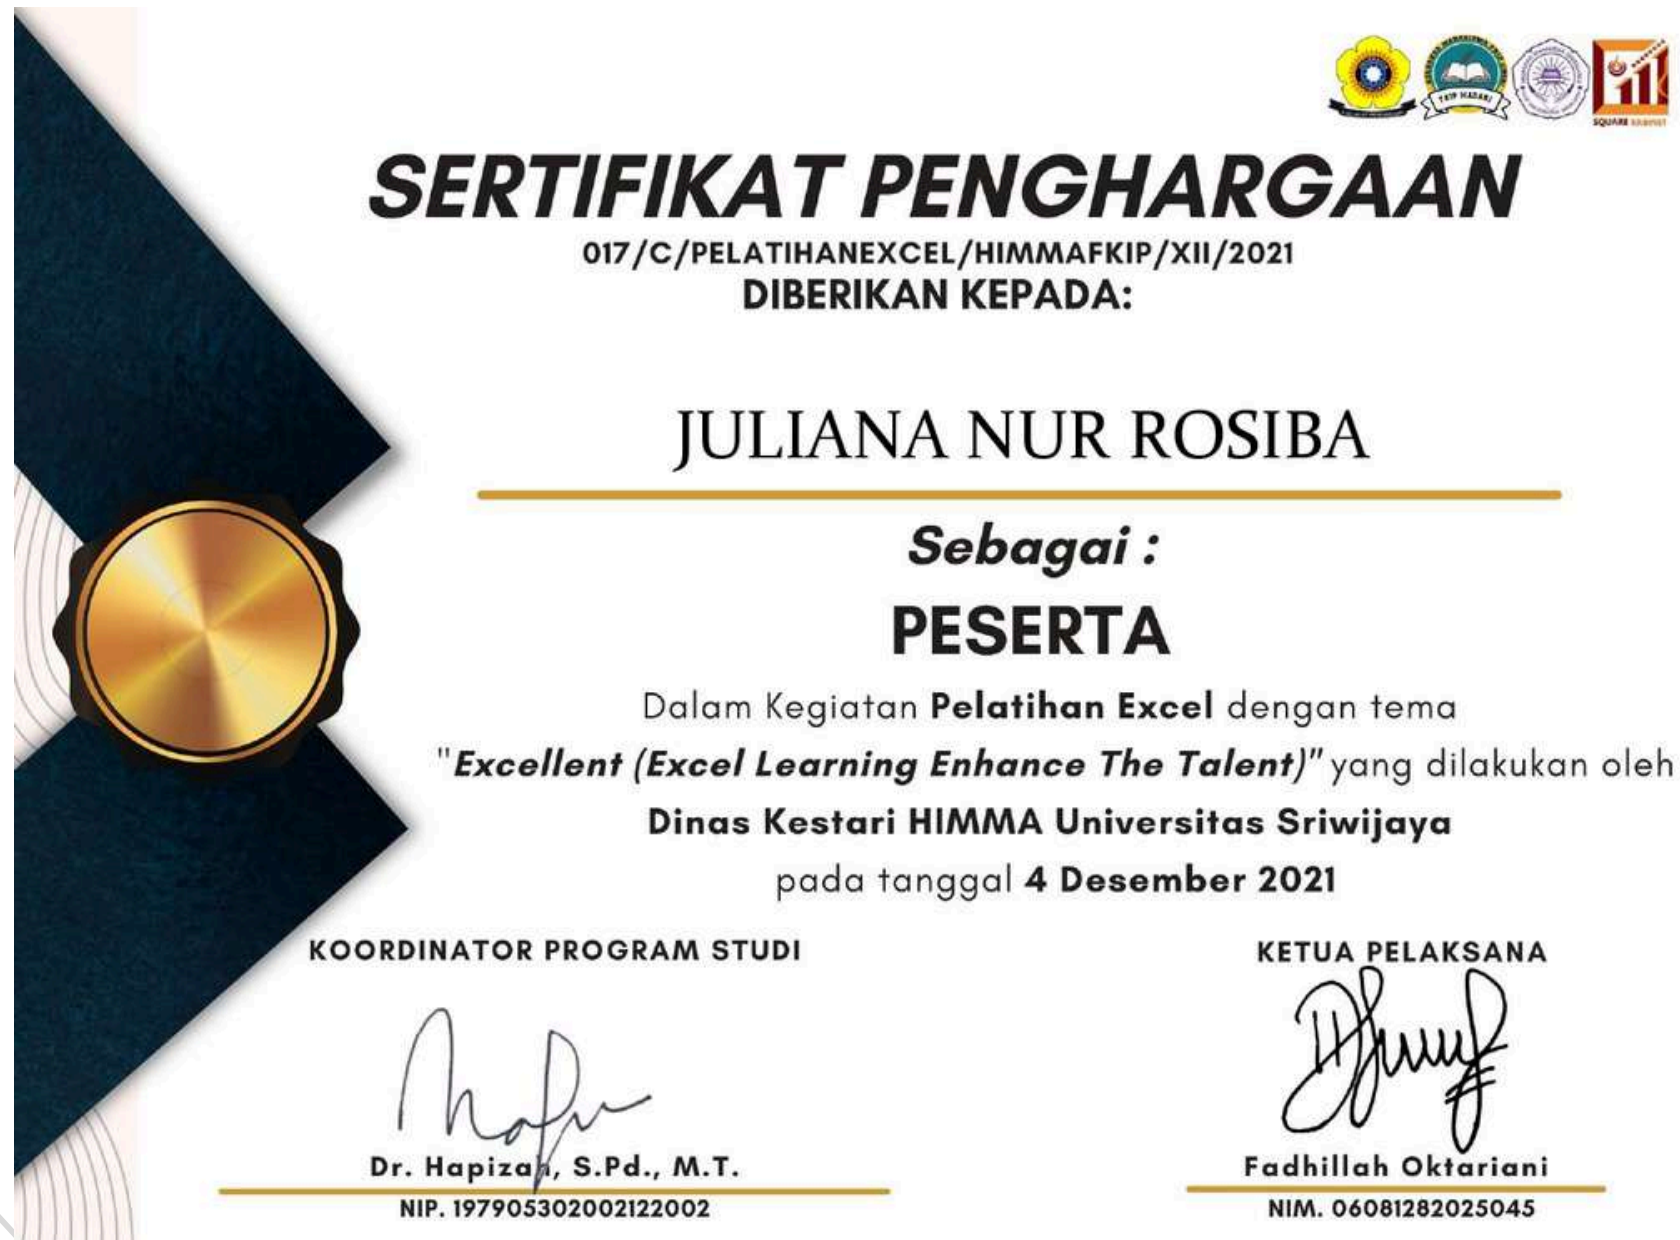 SQUARE
SERTIFIKAT PENGHARGAAN
017/C/PELATIHANEXCEL/HIMMAFKIP/XII/2021
DIBERIKAN KEPADA:
JULIANA NUR ROSIBA
Sebagai :
PESERTA
Dalam Kegiatan Pelatihan Excel dengan tema
"Excellent (Excel Learning Enhance The Talent)" yang dilakukan oleh
Dinas Kestari HIMMA Universitas Sriwijaya
pada tanggal 4 Desember 2021
KOORDINATOR PROGRAM STUDI
Dr. Hapizah, S.Pd., M.T.
NIP. 197905302002122002
KETUA PELAKSANA
Fadhillah Oktariani
NIM. 06081282025045